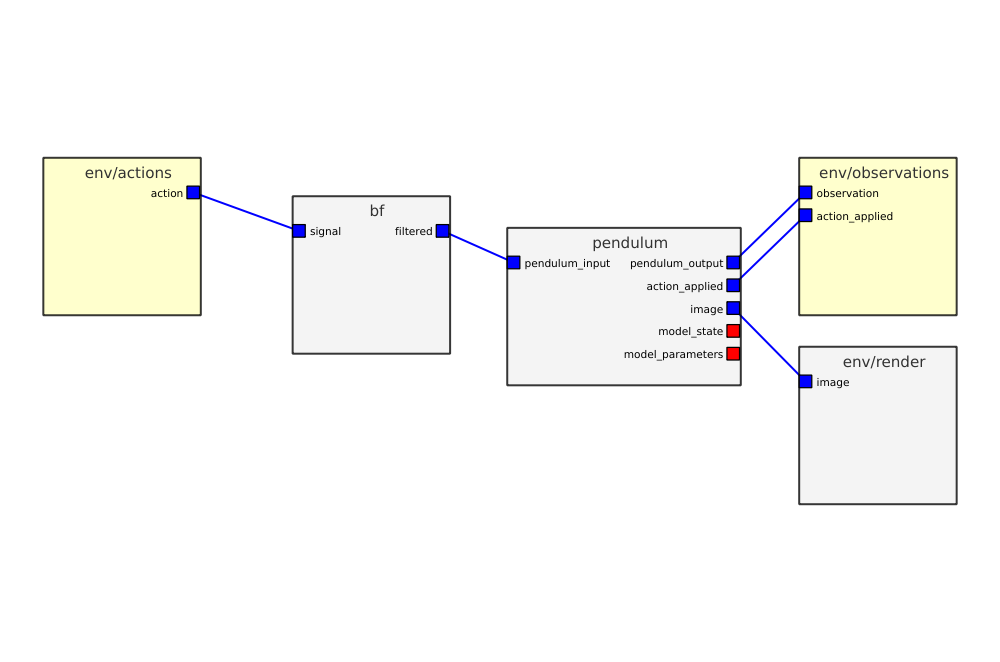 env/actions
action
bf
signal
filtered
pendulum
pendulum_input
pendulum_output
action_applied
image
model_state
model_parameters
env/observations
observation
action_applied
env/render
image